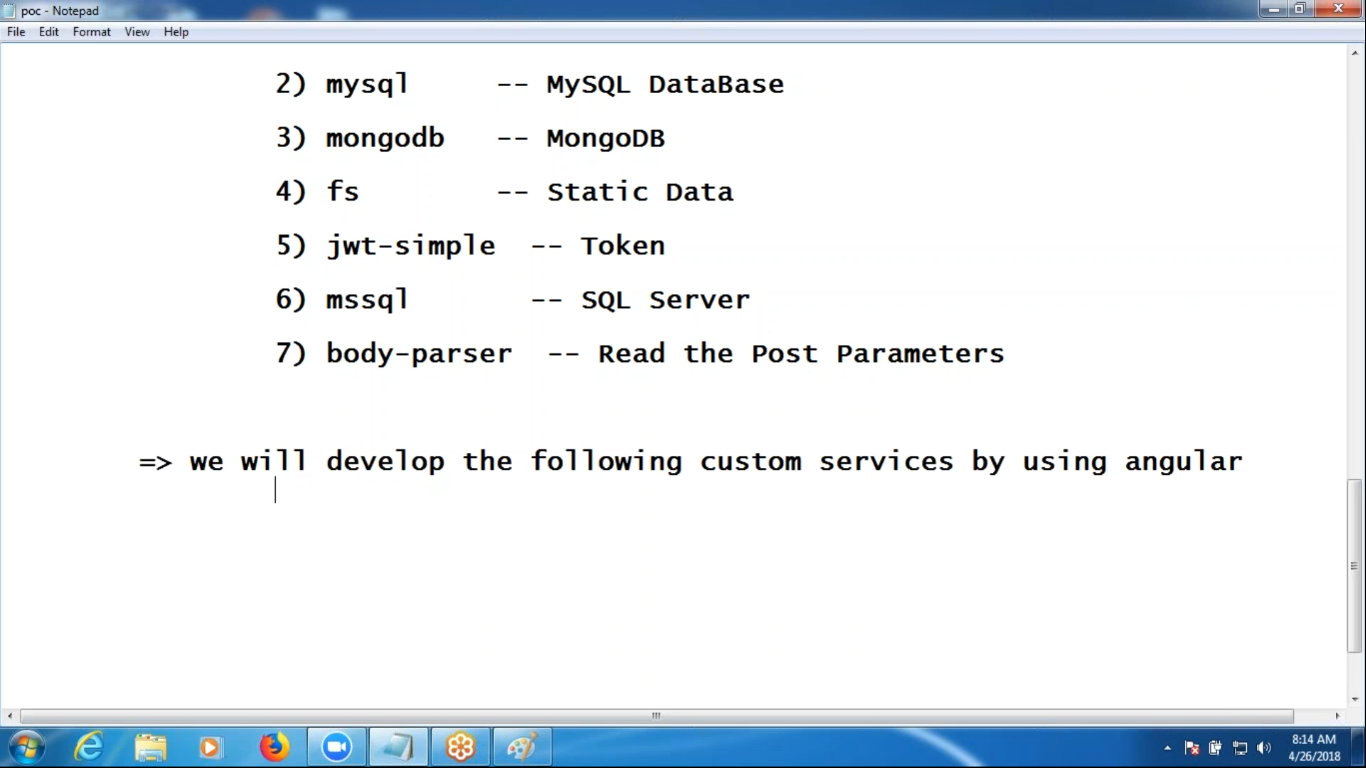 poc - Notepad
File Edit Format View Help
2) mysql -- MySQL DataBase
3) mongodb -- MongoDB
4) fs -- Static Data
5) jwt-simple -- Token
6) mssql -- SQL Server
7) body-parser -- Read the Post Parameters
=> we will develop the following custom services by using angular
8:14 AM
4/26/2018